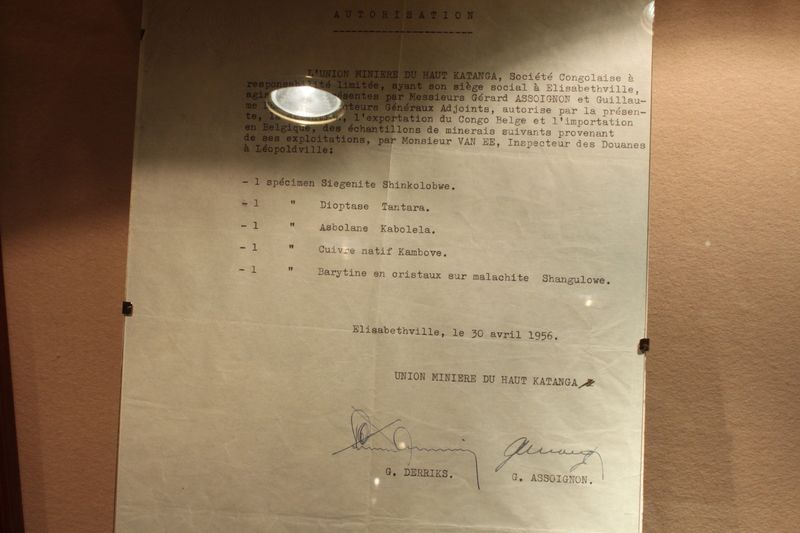 AUTORISATION
L'UNION MINIERE DU HAUT KATANGA, Société Congolaise à
responsabilité limitée, ayant son siège social à Elisabethville,
par Messieurs Gérard ASSOIGNON et Guillau-
me Généraux Adjoints, autorise par la présen-
te, l'exportation du Congo Belge et l'importation
en Belgique, des échantillons de minerais suivants provenant
de ses exploitations, par Monsieur VAN EE, Inspecteur des Douanes
à Léopoldville:
- 1 spécimen Siegenite Shinkolobwe.
- 1 " Dioptase Tantara.
- 1 " Asbolane Kabolela.
- 1 " Cuivre natif Kambove.
- 1 " Barytine en cristaux sur malachite Shangulowe.
Elisabethville, le 30 avril 1956.
UNION MINIERE DU HAUT KATANGA
G. DERRIKS. G. ASSOIGNON.